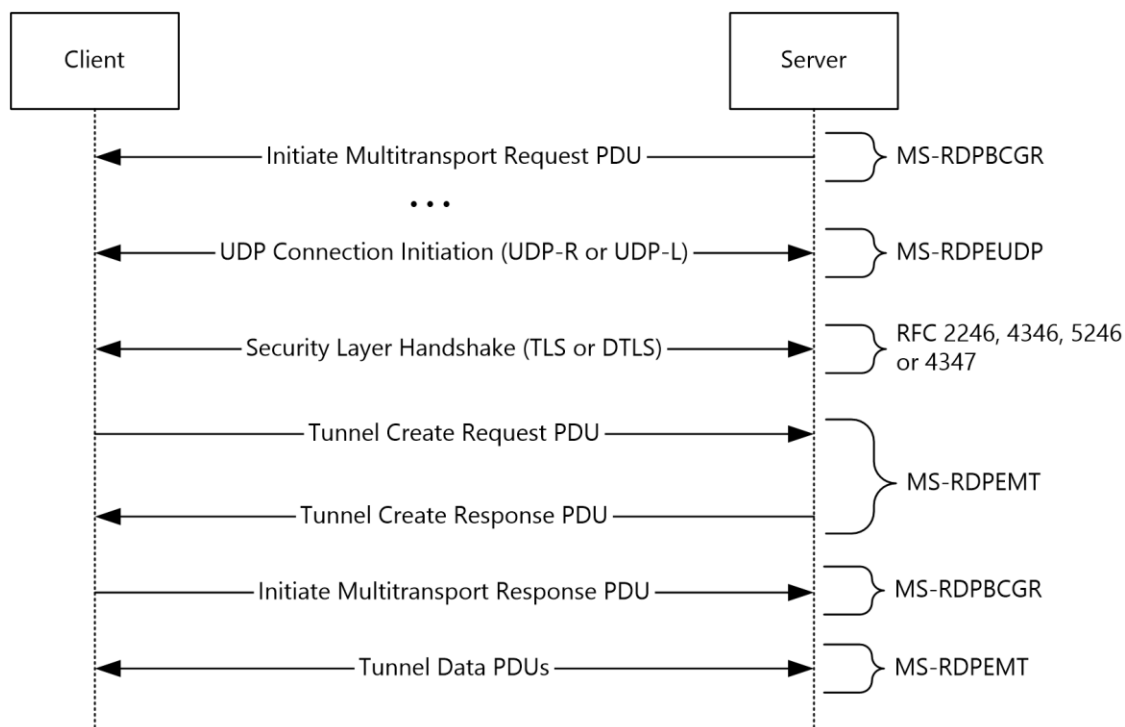 Client
Server
Initiate Multitransport Request PDU
MS-RDPBCGR
...
UDP Connection Initiation (UDP-R or UDP-L)
MS-RDPEUDP
Security Layer Handshake (TLS or DTLS)
RFC 2246, 4346, 5246
or 4347
Tunnel Create Request PDU
MS-RDPEMT
Tunnel Create Response PDU
Initiate Multitransport Response PDU
MS-RDPBCGR
Tunnel Data PDUs
MS-RDPEMT